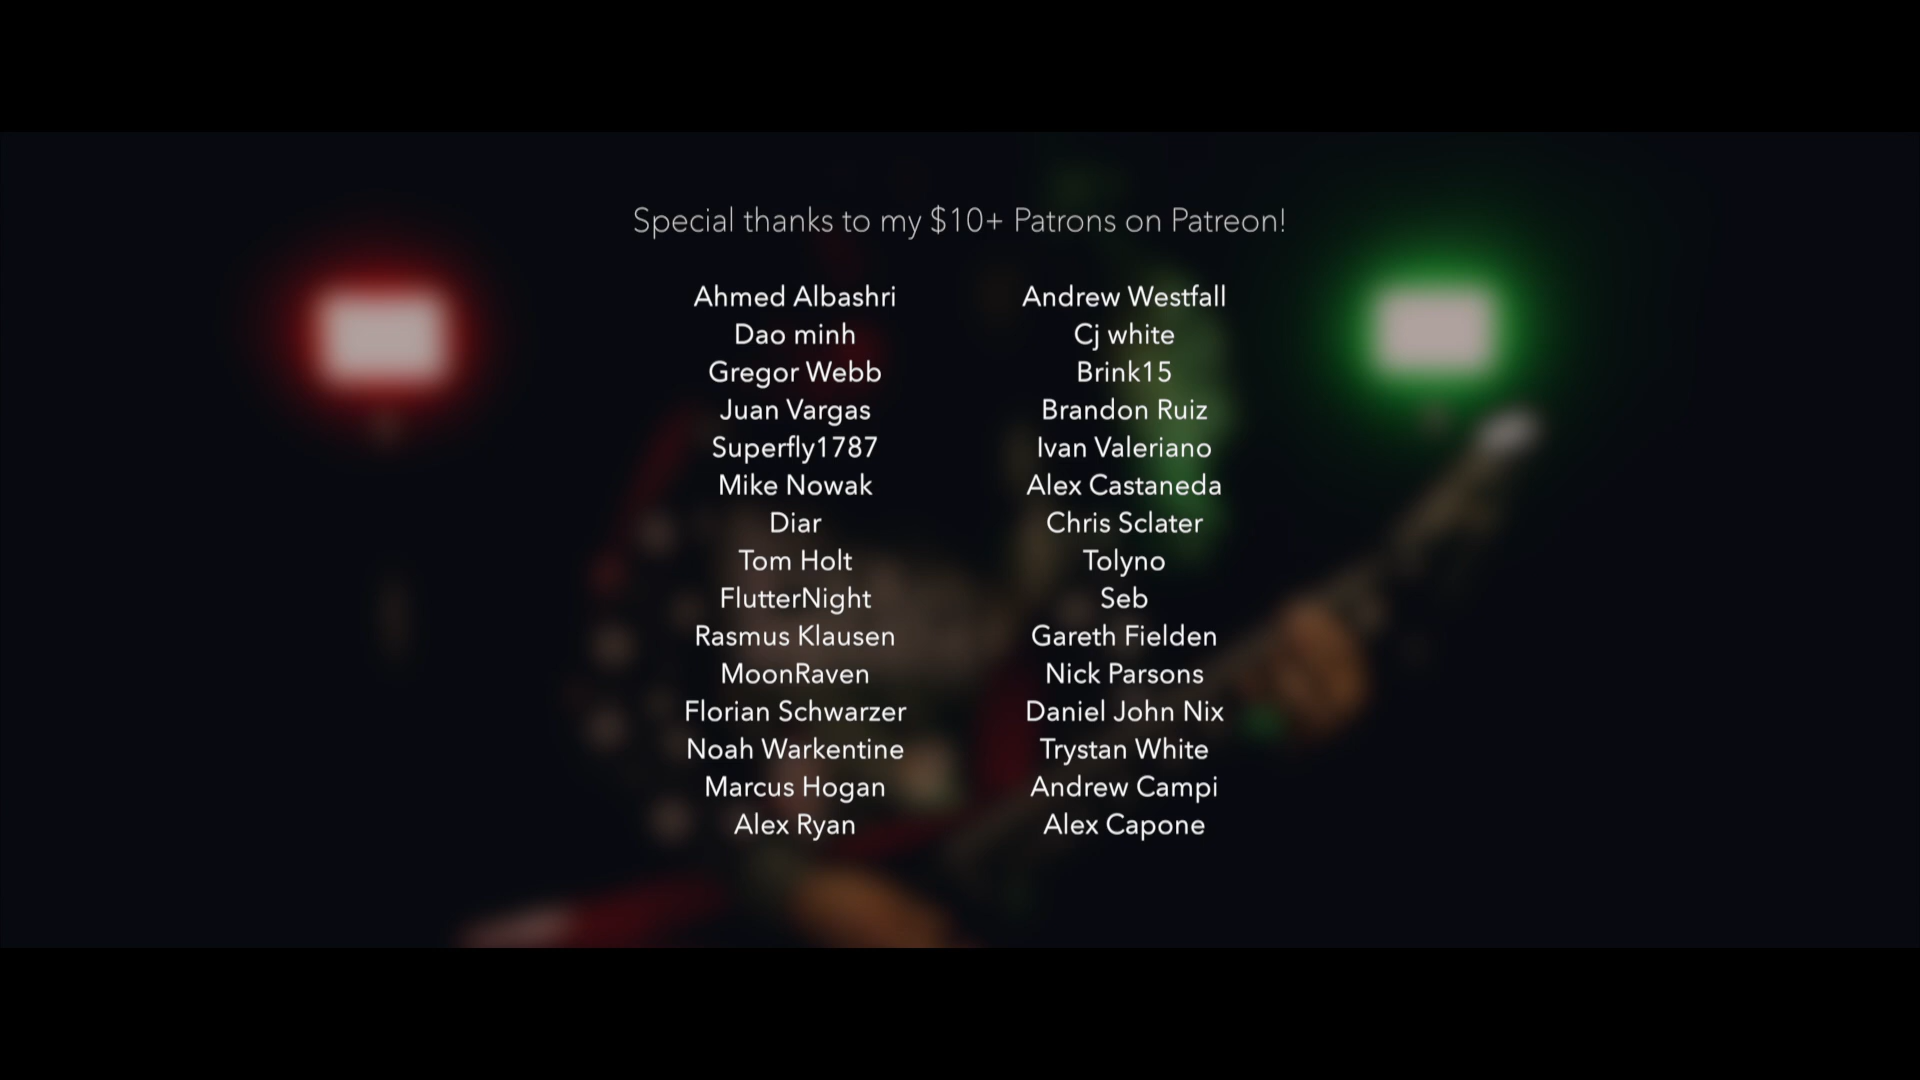 Special thanks to my $10+ Patrons on Patreon!
Ahmed Albashri
Dao minh
Gregor Webb
Juan Vargas
Superfly1787
Mike Nowak
Diar
Tom Holt
FlutterNight
Rasmus Klausen
MoonRaven
Florian Schwarzer
Noah Warkentine
Marcus Hogan
Alex Ryan
Andrew Westfall
Cj white
Brink15
Brandon Ruiz
Ivan Valeriano
Alex Castaneda
Chris Sclater
Tolyno
Seb
Gareth Fielden
Nick Parsons
Daniel John Nix
Trystan White
Andrew Campi
Alex Capone